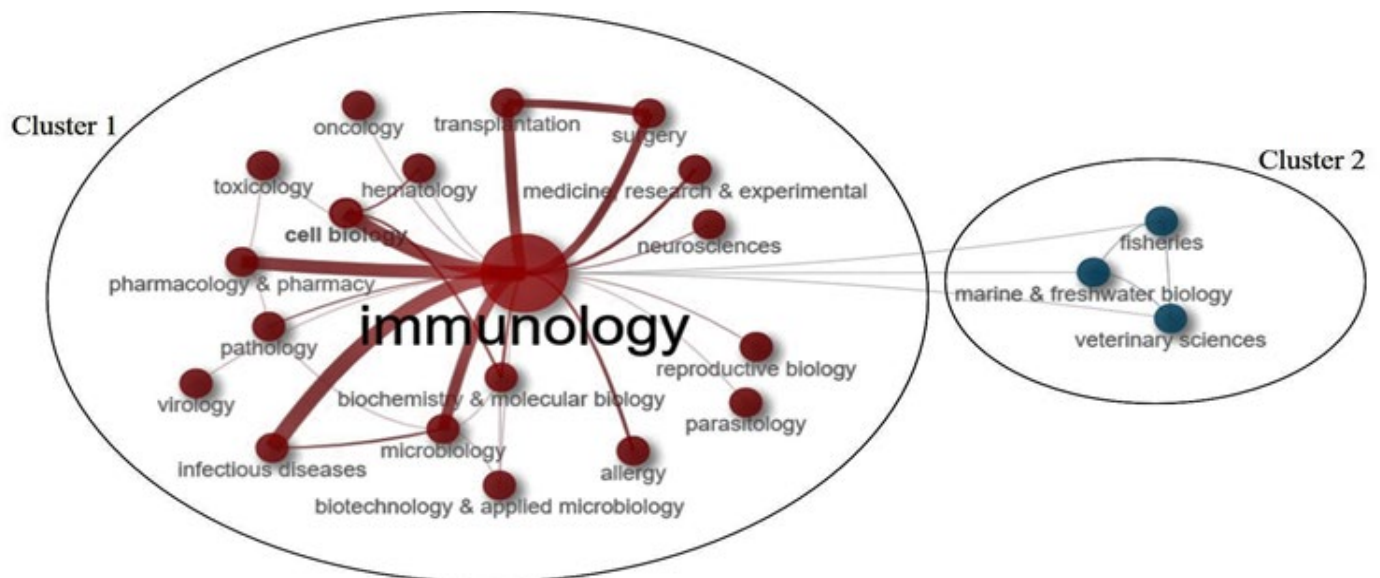 Cluster 1
oncology
transplantation
surgery
Cluster 2
toxicology
hematology
medicine, research & experimental
cell biology
neurosciences
fisheries
pharmacology & pharmacy
marine & freshwater biology
immunology
pathology
veterinary sciences
reproductive biology
virology
biochemistry & molecular biology
parasitology
microbiology
infectious diseases
allergy
biotechnology & applied microbiology